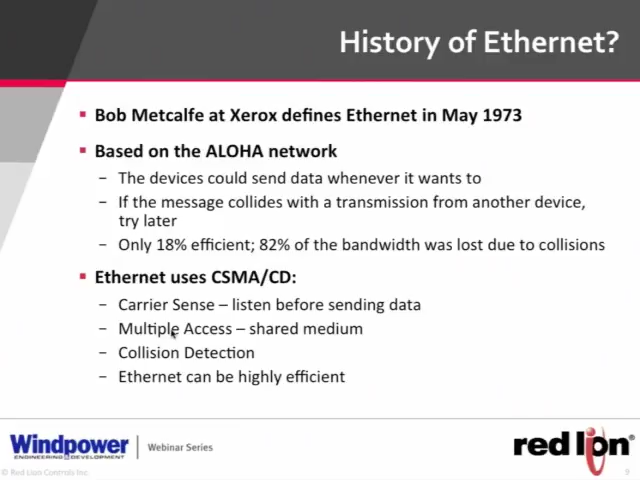 History of Ethernet?
▪ Bob Metcalfe at Xerox defines Ethernet in May 1973
▪ Based on the ALOHA network
– The devices could send data whenever it wants to
– If the message collides with a transmission from another device,
try later
– Only 18% efficient; 82% of the bandwidth was lost due to collisions
▪ Ethernet uses CSMA/CD:
– Carrier Sense – listen before sending data
– Multiple Access – shared medium
– Collision Detection
– Ethernet can be highly efficient
Windpower
ENGINEERING & DEVELOPMENT
Webinar Series
red lion®
© Red Lion Controls Inc.
9